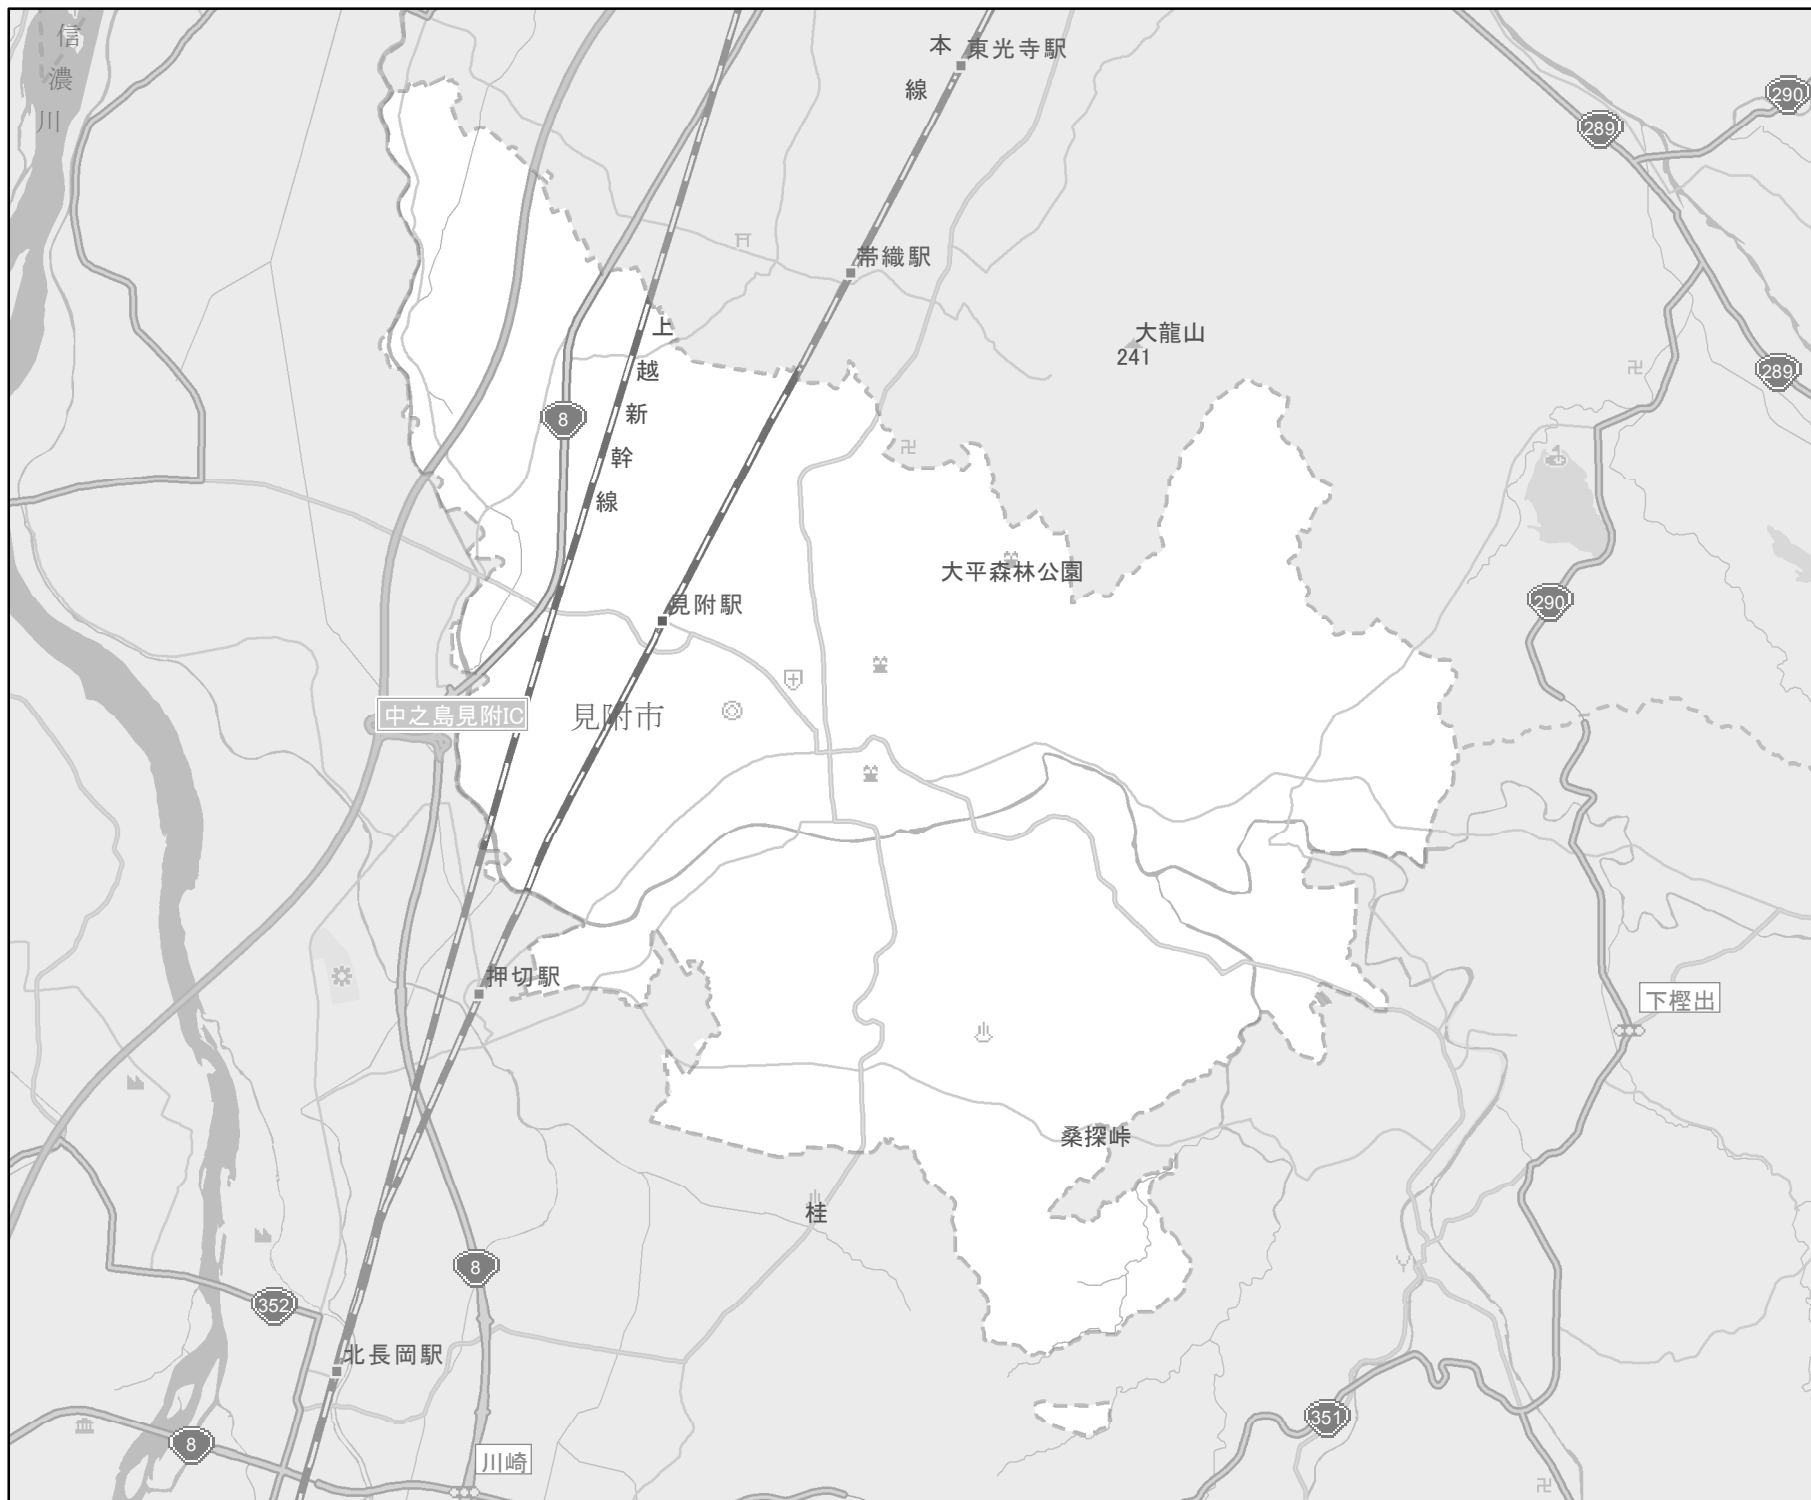 信濃川
本線
東光寺駅
290
289
帯織駅
大龍山
241
289
上越新幹線
8
大平森林公園
見附駅
290
中之島見附IC
見附市
押切駅
下樫出
桑探峠
桂
8
352
北長岡駅
351
8
川崎